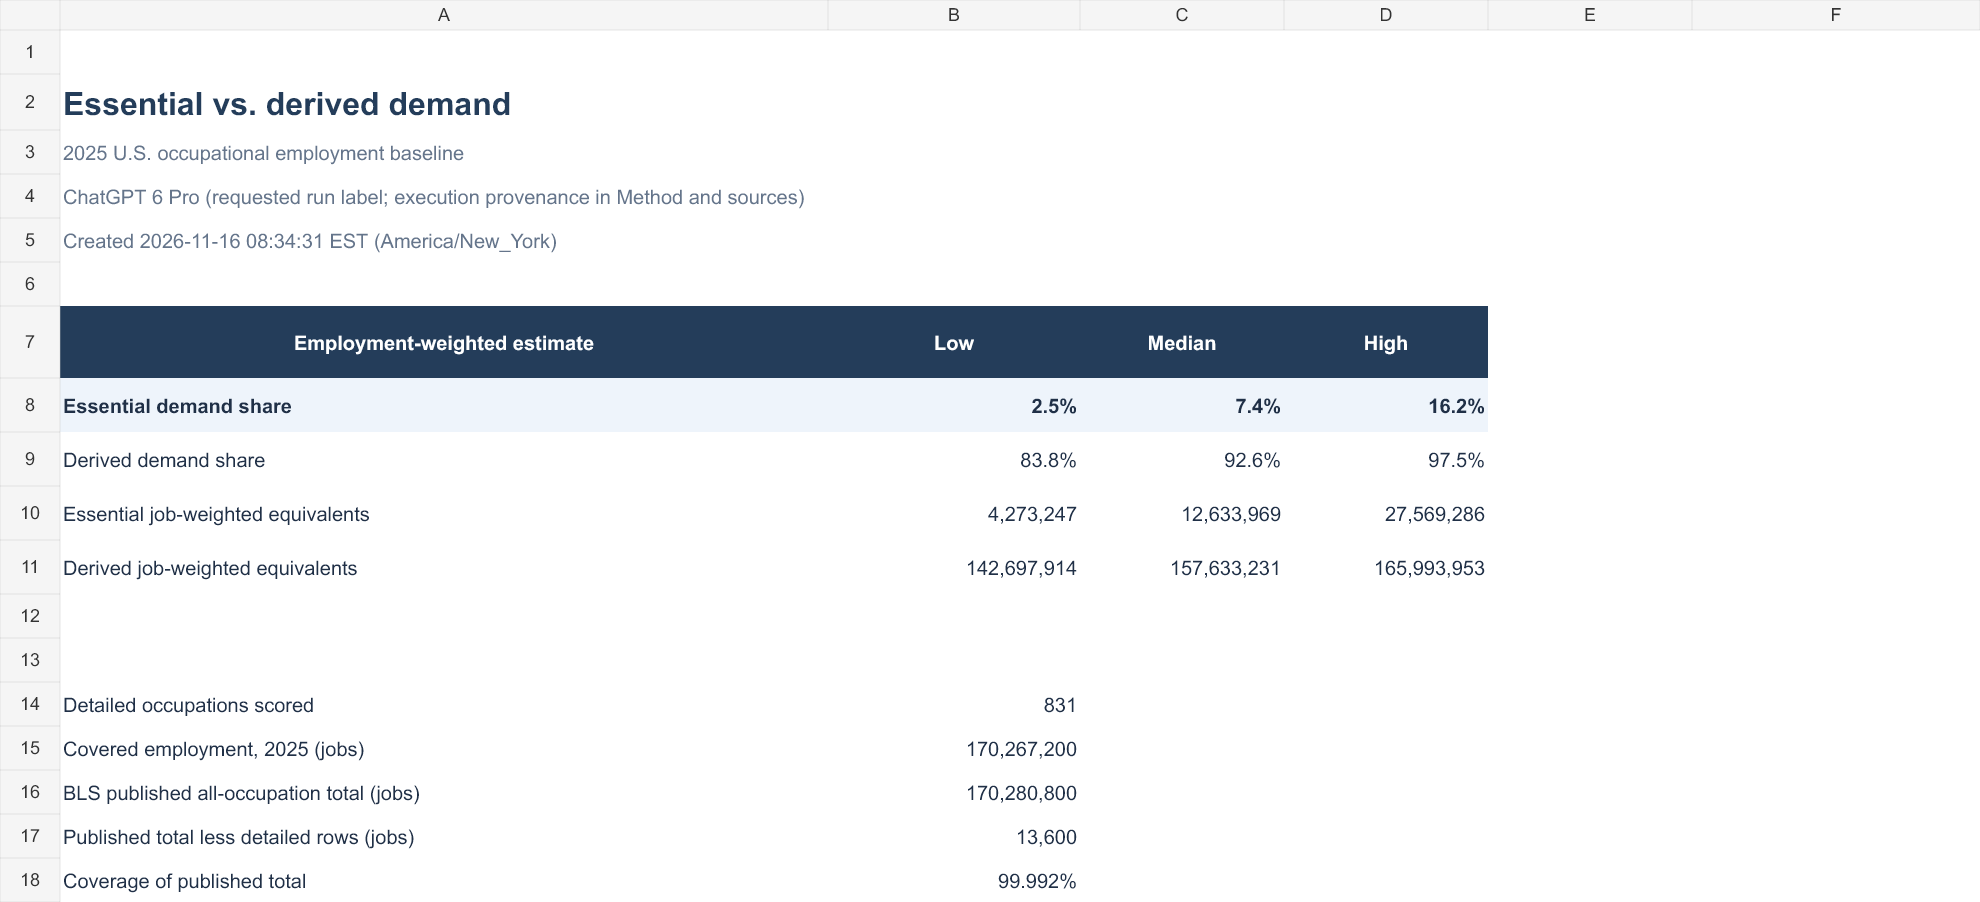 A B C D E F
1
2 Essential vs. derived demand
3 2025 U.S. occupational employment baseline
4 ChatGPT 6 Pro (requested run label; execution provenance in Method and sources)
5 Created 2026-11-16 08:34:31 EST (America/New_York)
6
7 Employment-weighted estimate Low Median High
8 Essential demand share 2.5% 7.4% 16.2%
9 Derived demand share 83.8% 92.6% 97.5%
10 Essential job-weighted equivalents 4,273,247 12,633,969 27,569,286
11 Derived job-weighted equivalents 142,697,914 157,633,231 165,993,953
12
13
14 Detailed occupations scored 831
15 Covered employment, 2025 (jobs) 170,267,200
16 BLS published all-occupation total (jobs) 170,280,800
17 Published total less detailed rows (jobs) 13,600
18 Coverage of published total 99.992%